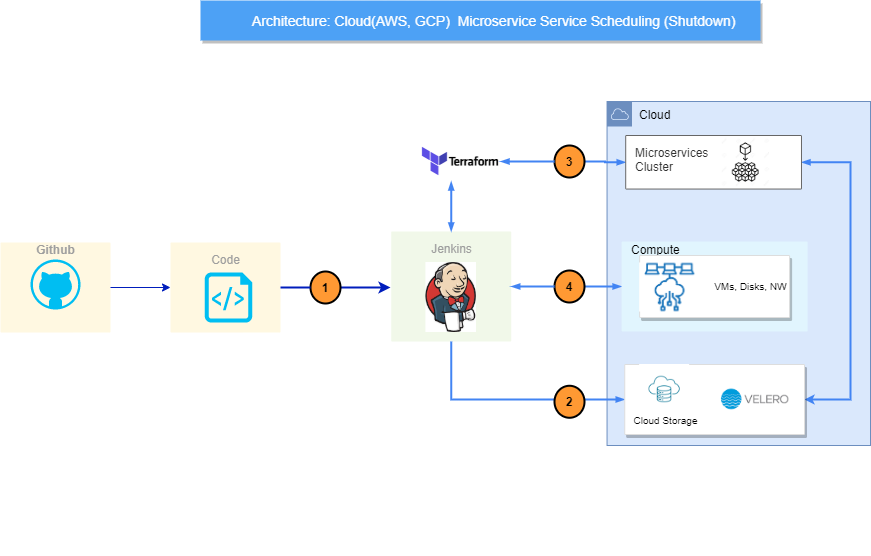 Architecture: Cloud(AWS, GCP) Microservice Service Scheduling (Shutdown)
Cloud
Microservices
Cluster
Terraform
3
Github
Code
Jenkins
Compute
1
4
VMs, Disks, NW
2
VELERO
Cloud Storage